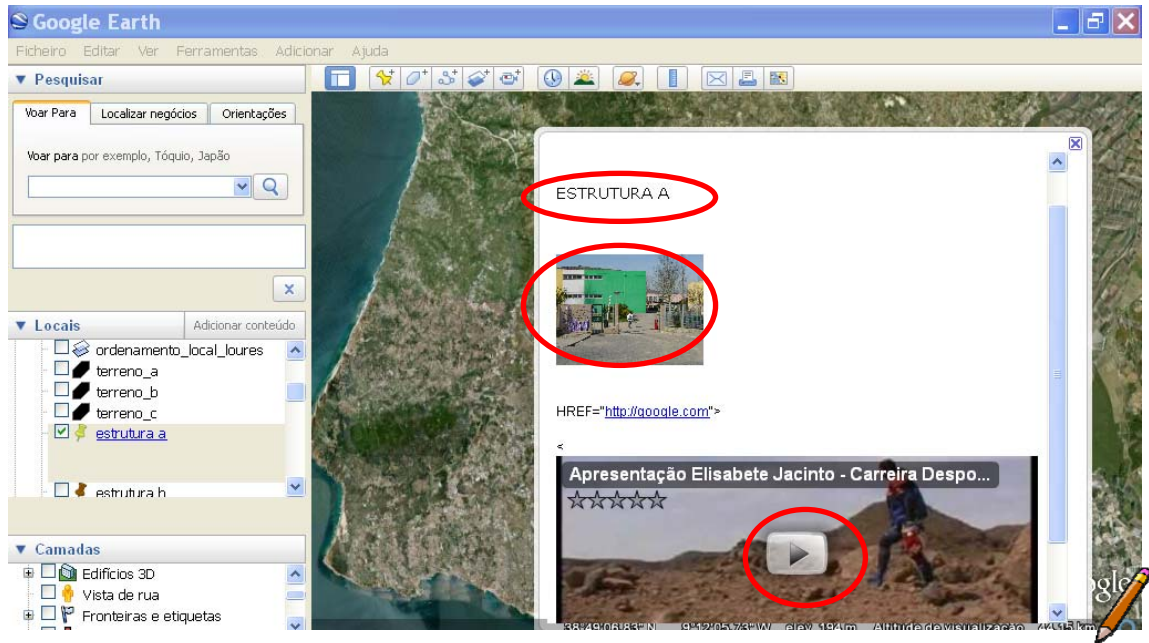 Google Earth
Ficheiro Editar Ver Ferramentas Adicionar Ajuda
Pesquisar
Voar Para Localizar negócios Orientações
Voar para por exemplo, Tóquio, Japão
Locais Adicionar conteúdo
ordenamento_local_loures
terreno_a
terreno_b
terreno_c
estrutura a
estrutura b
Camadas
Edifícios 3D
Vista de rua
Fronteiras e etiquetas
ESTRUTURA A
HREF="http://google.com">
<
Apresentação Elisabete Jacinto - Carreira Despo...
38°49'06.83" N 9°12'05.73" W elev. 194 m Altitude de visualização